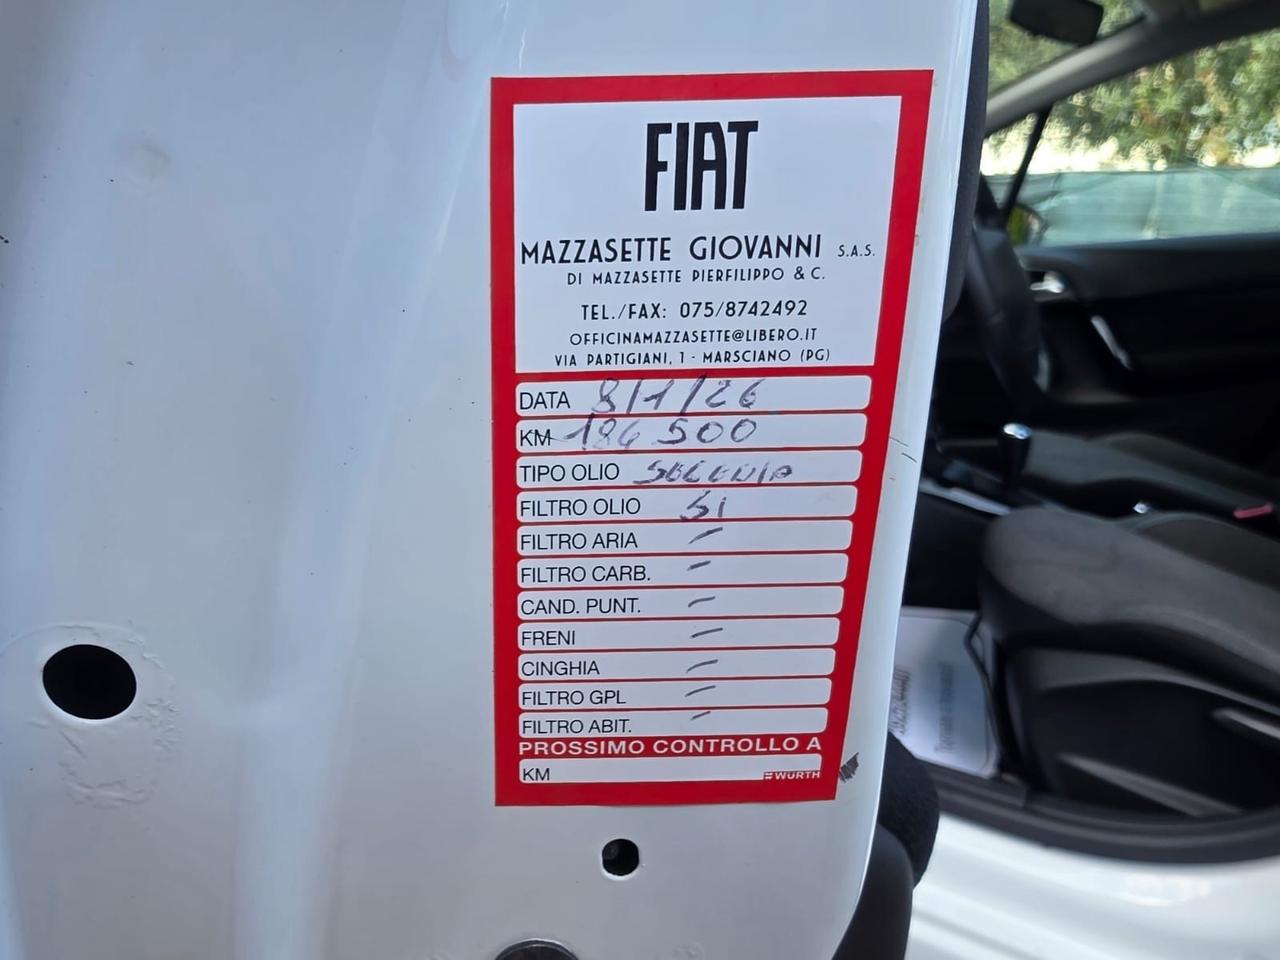 FIAT
MAZZASETTE GIOVANNI S.A.S.
DI MAZZASETTE PIERFILIPPO & C.
TEL./FAX: 075/8742492
OFFICINAMAZZASETTE@LIBERO.IT
VIA PARTIGIANI, 1 - MARSCIANO (PG)
DATA 8/1/26
KM 184500
TIPO OLIO
FILTRO OLIO SI
FILTRO ARIA –
FILTRO CARB. –
CAND. PUNT. –
FRENI –
CINGHIA –
FILTRO GPL –
FILTRO ABIT. –
PROSSIMO CONTROLLO A
KM WÜRTH